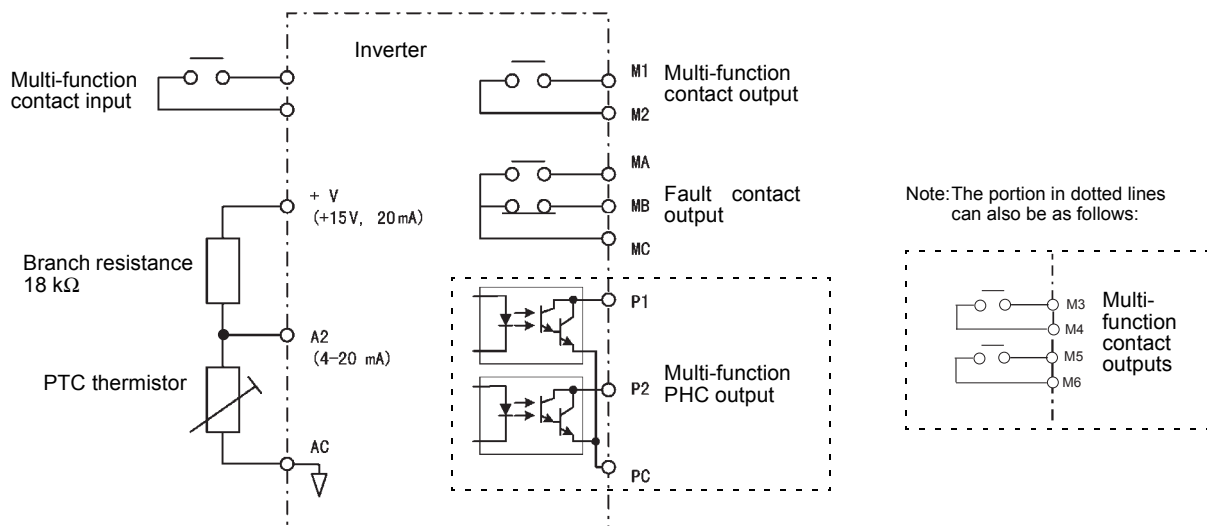 Inverter
Multi-function
contact input
M1
Multi-function
contact output
M2
+ V
(+15V, 20mA)
MA
MB
Fault contact
output
MC
Branch resistance
18 kΩ
A2
(4-20 mA)
PTC thermistor
AC
P1
P2
Multi-function
PHC output
PC
Note:The portion in dotted lines
can also be as follows:
M3
M4
M5
M6
Multi-
function
contact
outputs